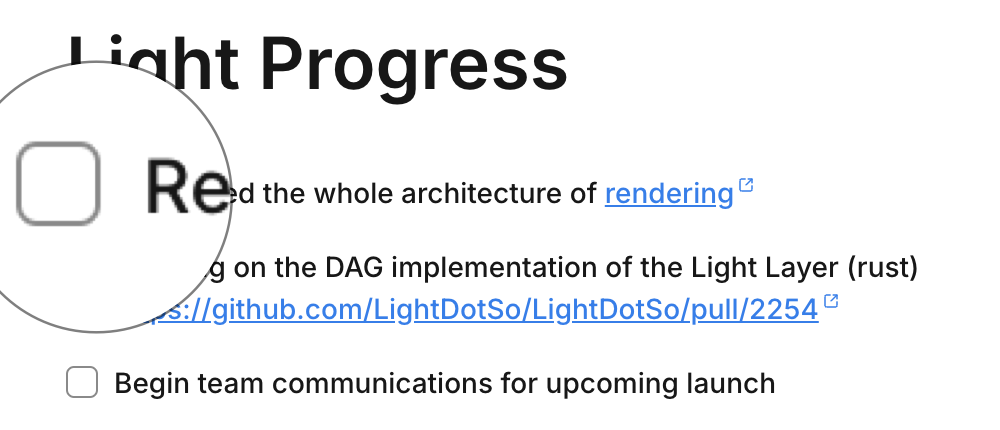 Light Progress
Re ed the whole architecture of rendering
g on the DAG implementation of the Light Layer (rust)
ps://github.com/LightDotSo/LightDotSo/pull/2254
Begin team communications for upcoming launch